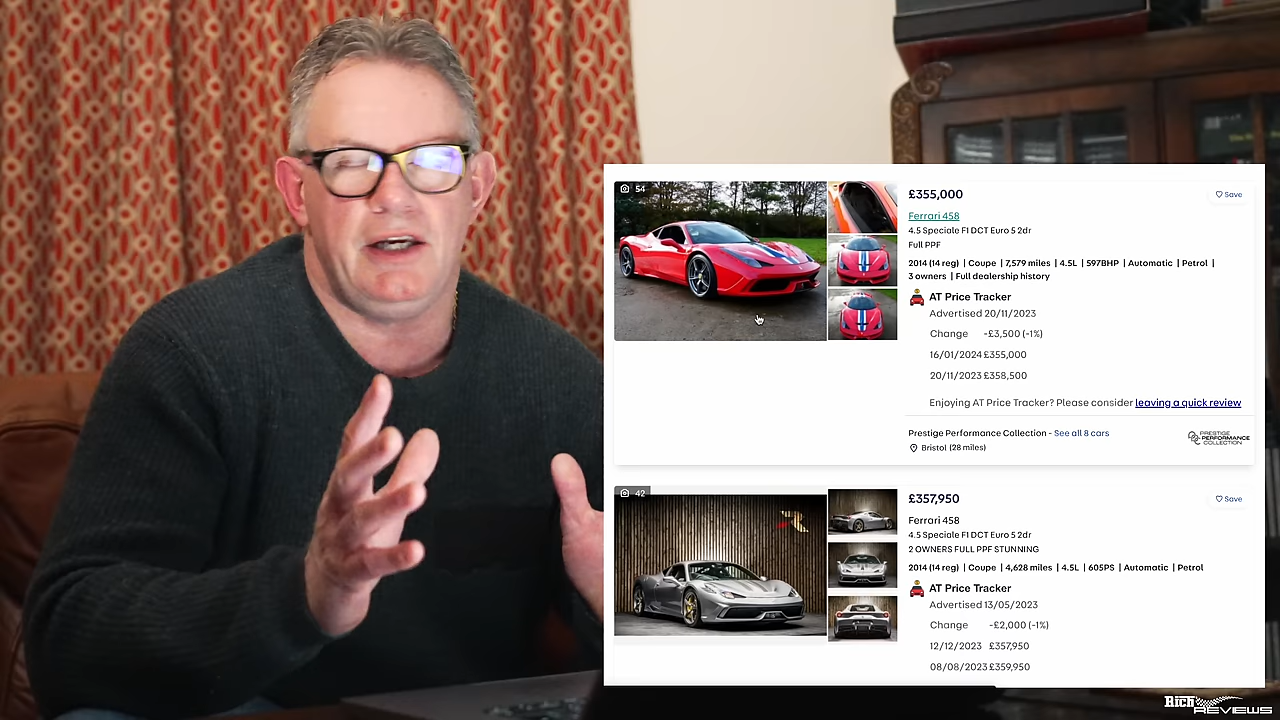 54
£355,000
Save
Ferrari 458
4.5 Speciale F1 DCT Euro 5 2dr
Full PPF
2014 (14 reg) | Coupe | 7,579 miles | 4.5L | 597BHP | Automatic | Petrol |
3 owners | Full dealership history
AT Price Tracker
Advertised 20/11/2023
Change -£3,500 (-1%)
16/01/2024 £355,000
20/11/2023 £358,500
Enjoying AT Price Tracker? Please consider leaving a quick review
Prestige Performance Collection - See all 8 cars
PRESTIGE
PERFORMANCE
COLLECTION
Bristol (28 miles)
42
£357,950
Save
Ferrari 458
4.5 Speciale F1 DCT Euro 5 2dr
2 OWNERS FULL PPF STUNNING
2014 (14 reg) | Coupe | 4,628 miles | 4.5L | 605PS | Automatic | Petrol
AT Price Tracker
Advertised 13/05/2023
Change -£2,000 (-1%)
12/12/2023 £357,950
08/08/2023 £359,950
Rich
REVIEWS